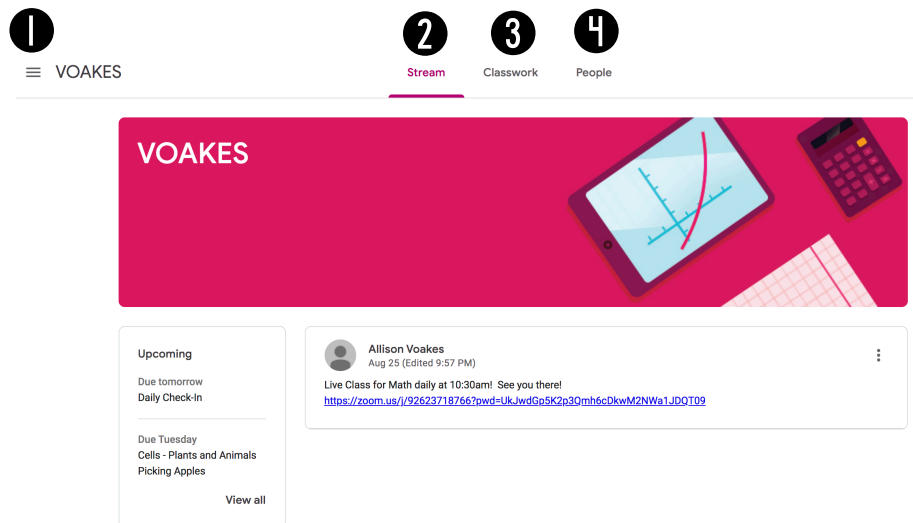 1
2
3
4
VOAKES
Stream
Classwork
People
VOAKES
Upcoming
Due tomorrow
Daily Check-In
Due Tuesday
Cells - Plants and Animals
Picking Apples
View all
Allison Voakes
Aug 25 (Edited 9:57 PM)
Live Class for Math daily at 10:30am!  See you there!
https://zoom.us/j/92623718766?pwd=UkJwdGp5K2p3Qmh6cDkwM2NWa1JDQT09